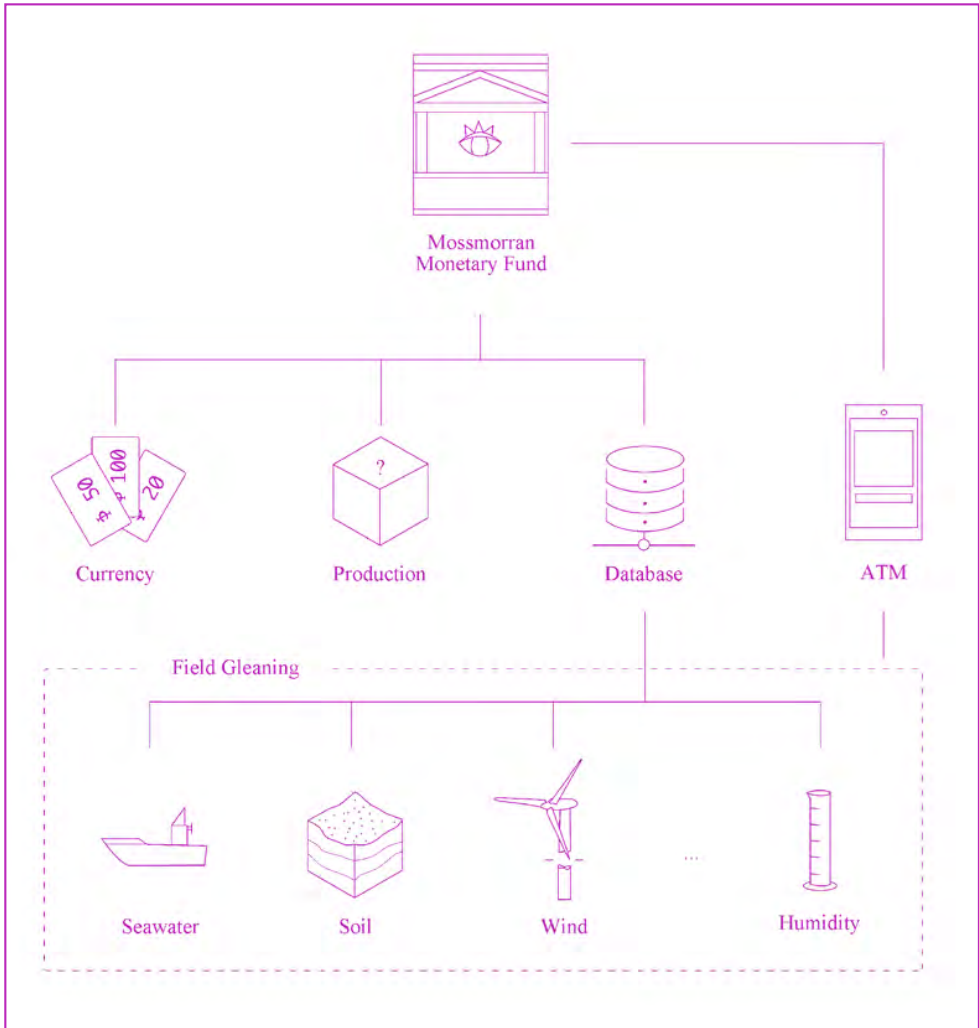 Mossmorran
Monetary Fund
50
100
20
?
Currency
Production
Database
ATM
Field Gleaning
...
Seawater
Soil
Wind
Humidity